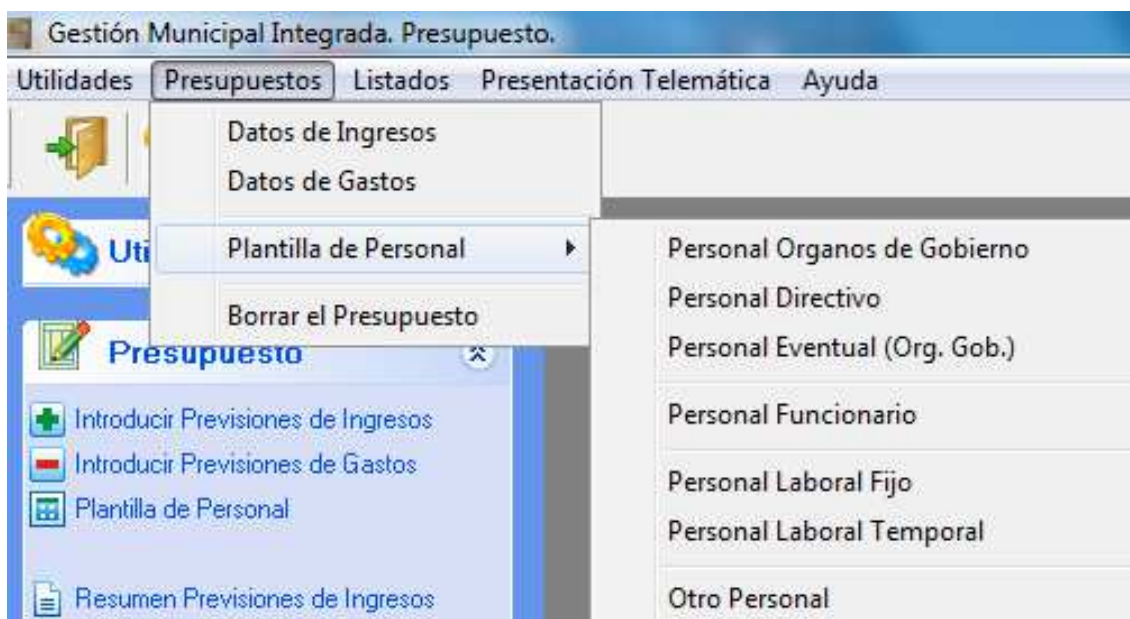 Gestión Municipal Integrada. Presupuesto.
Utilidades Presupuestos Listados Presentación Telemática Ayuda
Datos de Ingresos
Datos de Gastos
Plantilla de Personal
Borrar el Presupuesto
Personal Organos de Gobierno
Personal Directivo
Personal Eventual (Org. Gob.)
Personal Funcionario
Personal Laboral Fijo
Personal Laboral Temporal
Otro Personal
Uti
Presupuesto
Introducir Previsiones de Ingresos
Introducir Previsiones de Gastos
Plantilla de Personal
Resumen Previsiones de Ingresos